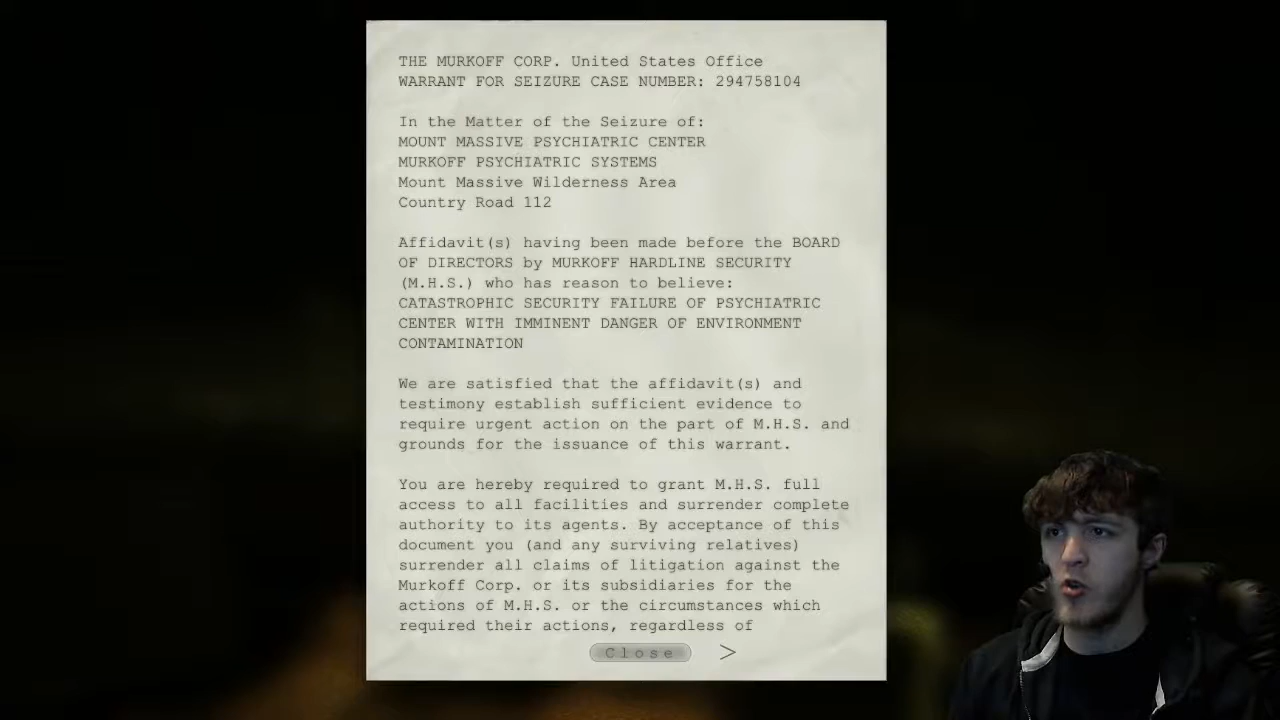 THE MURKOFF CORP. United States Office
WARRANT FOR SEIZURE CASE NUMBER: 294758104
In the Matter of the Seizure of:
MOUNT MASSIVE PSYCHIATRIC CENTER
MURKOFF PSYCHIATRIC SYSTEMS
Mount Massive Wilderness Area
Country Road 112
Affidavit(s) having been made before the BOARD
OF DIRECTORS by MURKOFF HARDLINE SECURITY
(M.H.S.) who has reason to believe:
CATASTROPHIC SECURITY FAILURE OF PSYCHIATRIC
CENTER WITH IMMINENT DANGER OF ENVIRONMENT
CONTAMINATION
We are satisfied that the affidavit(s) and
testimony establish sufficient evidence to
require urgent action on the part of M.H.S. and
grounds for the issuance of this warrant.
You are hereby required to grant M.H.S. full
access to all facilities and surrender complete
authority to its agents. By acceptance of this
document you (and any surviving relatives)
surrender all claims of litigation against the
Murkoff Corp. or its subsidiaries for the
actions of M.H.S. or the circumstances which
required their actions, regardless of
Close >